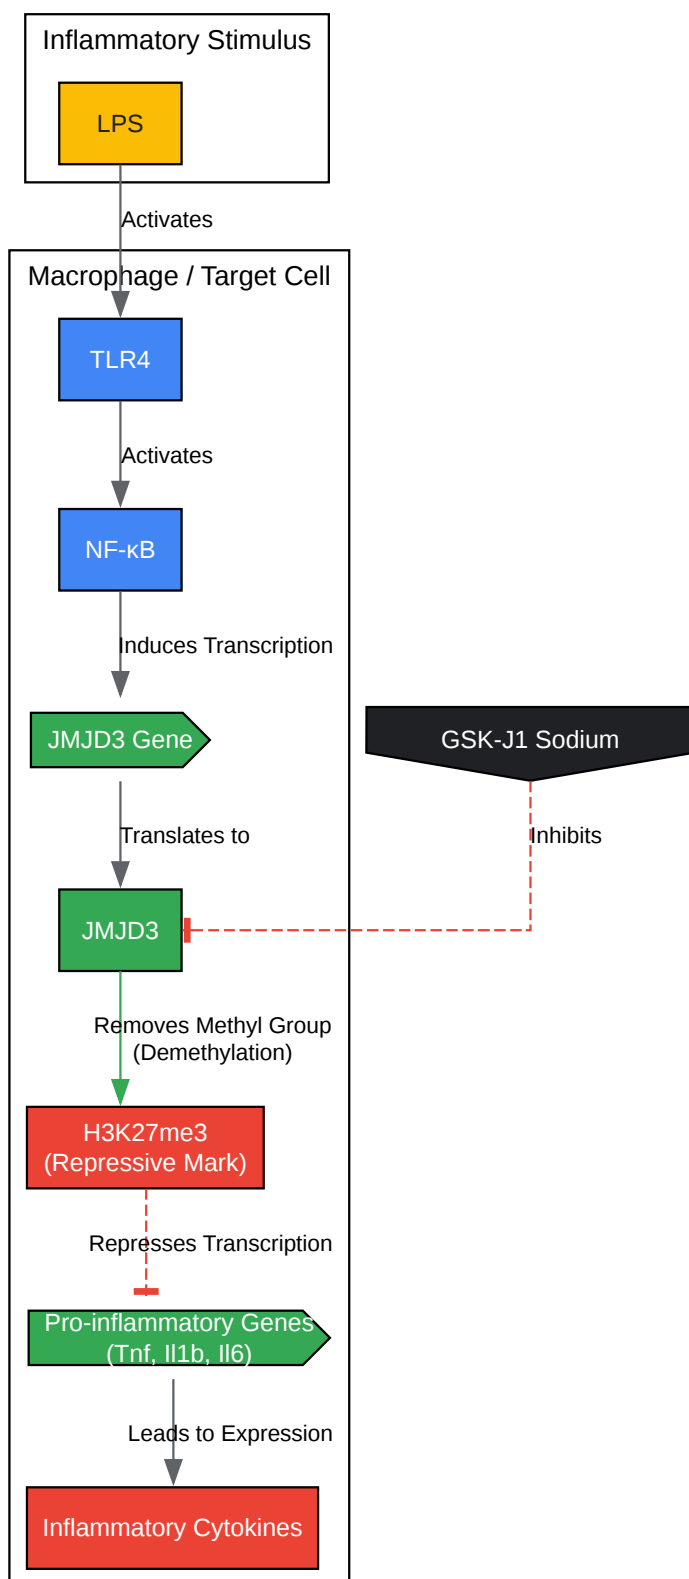 Inflammatory Stimulus
LPS
Activates
Macrophage / Target Cell
TLR4
Activates
NF-κB
Induces Transcription
JMJD3 Gene
GSK-J1 Sodium
Translates to
Inhibits
JMJD3
Removes Methyl Group
(Demethylation)
H3K27me3
(Repressive Mark)
Represses Transcription
Pro-inflammatory Genes
(Tnf, Il1b, Il6)
Leads to Expression
Inflammatory Cytokines